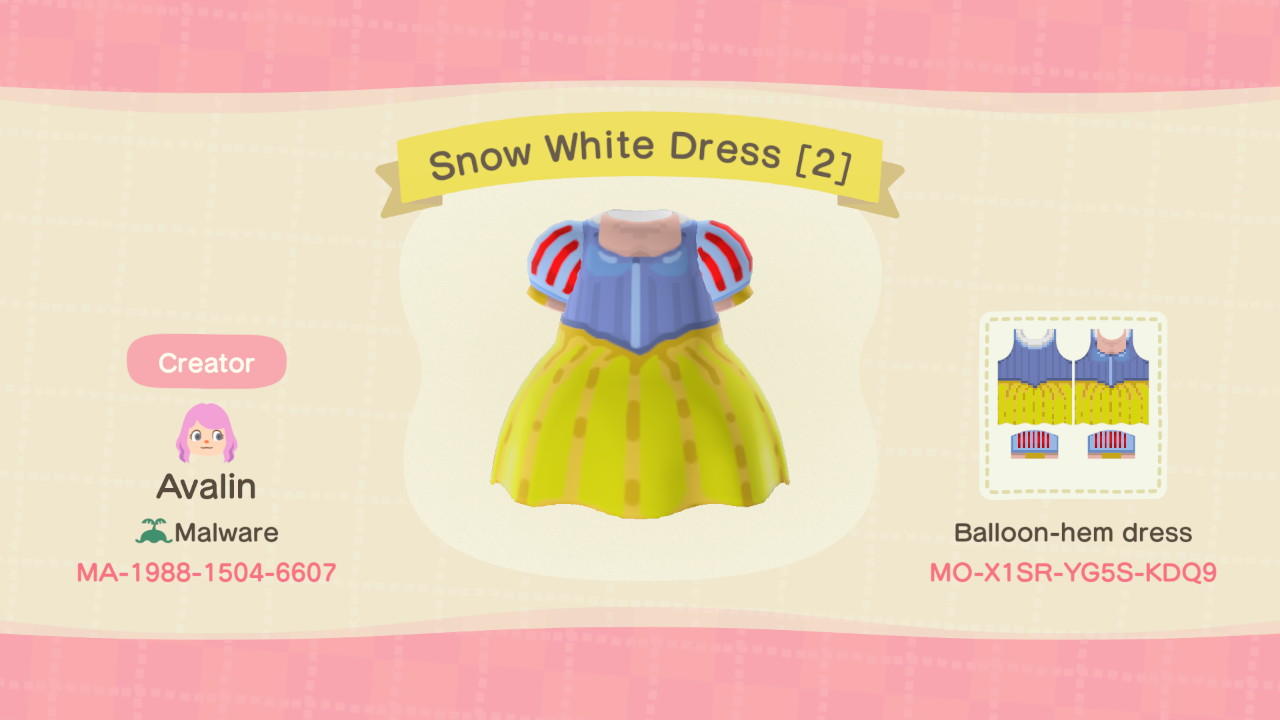 Snow White Dress [2]
Creator
Avalin
Malware
MA-1988-1504-6607
Balloon-hem dress
MO-X1SR-YG5S-KDQ9